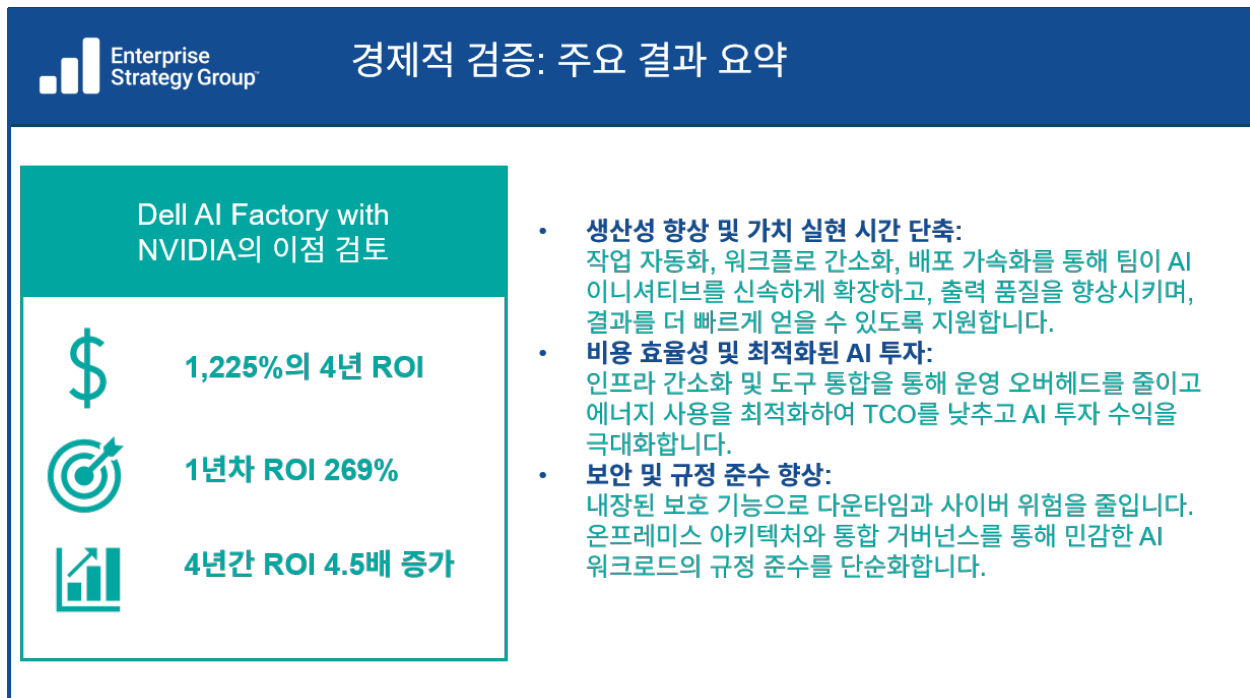 Enterprise
Strategy Group™
경제적 검증: 주요 결과 요약
Dell AI Factory with
NVIDIA의 이점 검토
$
1,225%의 4년 ROI
1년차 ROI 269%
4년간 ROI 4.5배 증가
• 생산성 향상 및 가치 실현 시간 단축:
작업 자동화, 워크플로 간소화, 배포 가속화를 통해 팀이 AI
이니셔티브를 신속하게 확장하고, 출력 품질을 향상시키며,
결과를 더 빠르게 얻을 수 있도록 지원합니다.
• 비용 효율성 및 최적화된 AI 투자:
인프라 간소화 및 도구 통합을 통해 운영 오버헤드를 줄이고
에너지 사용을 최적화하여 TCO를 낮추고 AI 투자 수익을
극대화합니다.
• 보안 및 규정 준수 향상:
내장된 보호 기능으로 다운타임과 사이버 위험을 줄입니다.
온프레미스 아키텍처와 통합 거버넌스를 통해 민감한 AI
워크로드의 규정 준수를 단순화합니다.